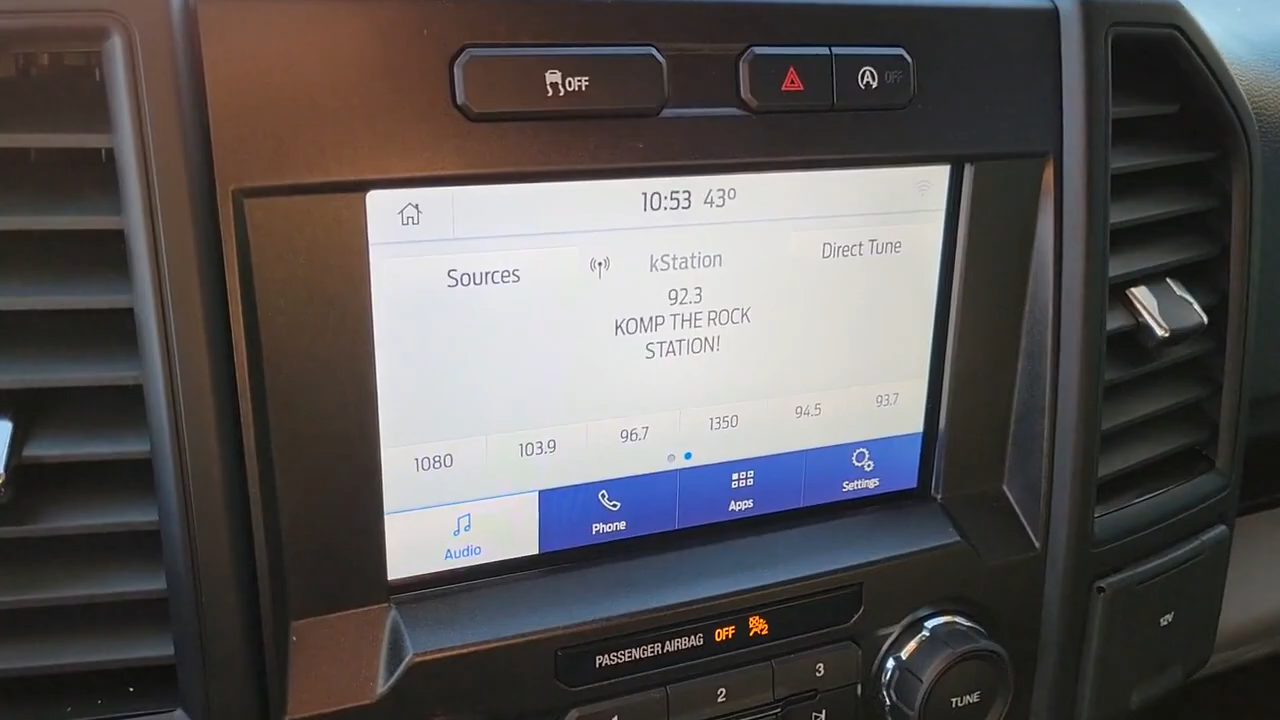 OFF
A OFF
10:53 43°
Sources
kStation
Direct Tune
92.3
KOMP THE ROCK
STATION!
1080
103.9
96.7
1350
94.5
93.7
Audio
Phone
Apps
Settings
PASSENGER AIRBAG OFF 2
2
3
TUNE
12V